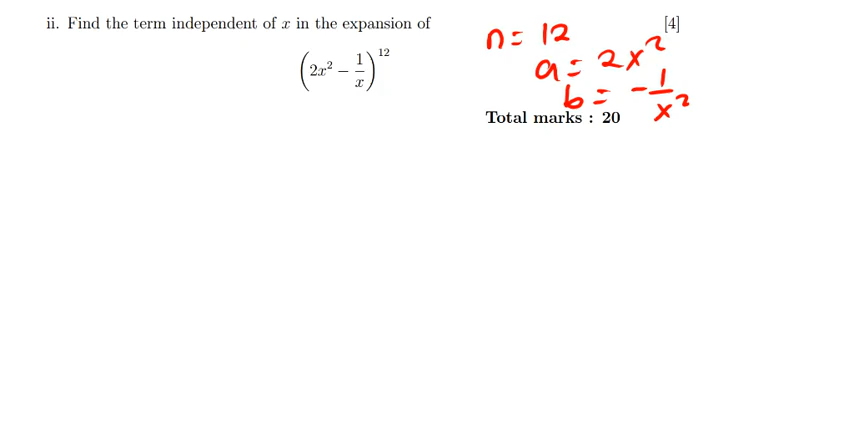 ii. Find the term independent of x in the expansion of [4]
(2x² − 1/x)¹²
n = 12
a = 2x²
b = -1/x²
Total marks : 20